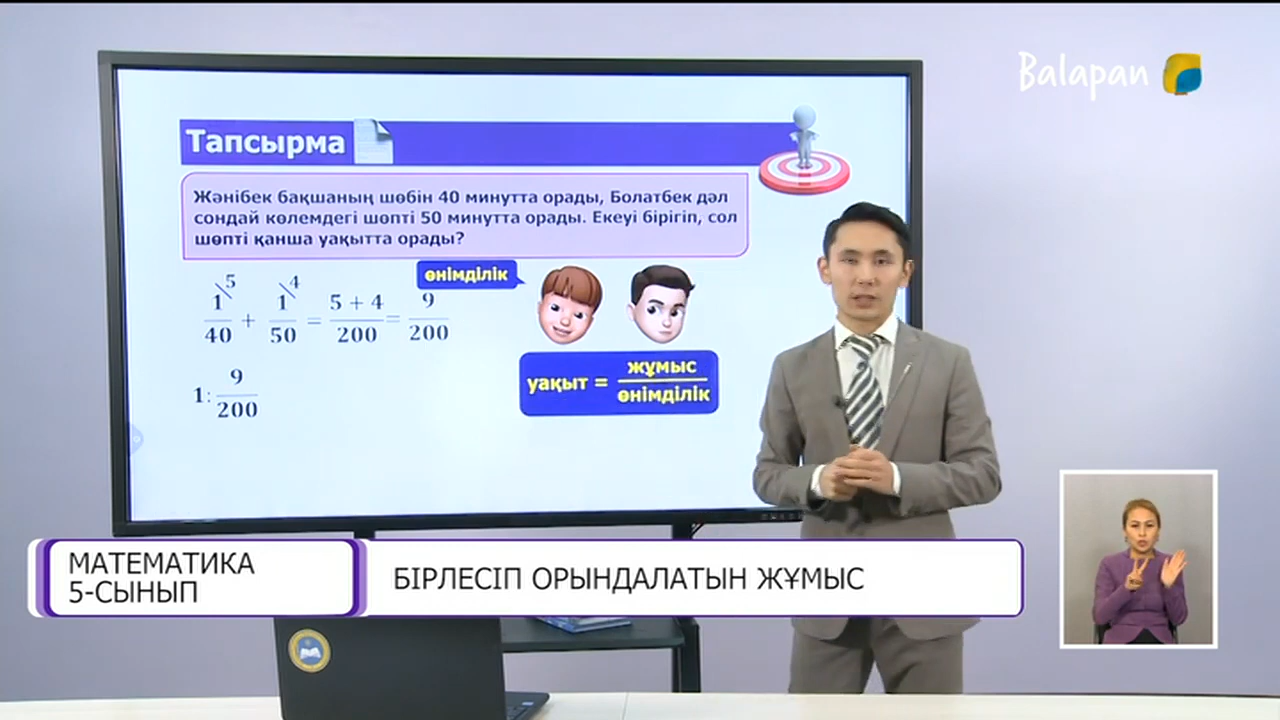 Balapan
Тапсырма
Жәнібек бақшаның шөбін 40 минутта орады, Болатбек дәл
сондай көлемдегі шөпті 50 минутта орады. Екеуі бірігіп, сол
шөпті қанша уақытта орады?
өнімділік
1\5/40 + 1\4/50 = 5 + 4/200 = 9/200
1: 9/200
уақыт = жұмыс/өнімділік
МАТЕМАТИКА
5-СЫНЫП
БІРЛЕСІП ОРЫНДАЛАТЫН ЖҰМЫС